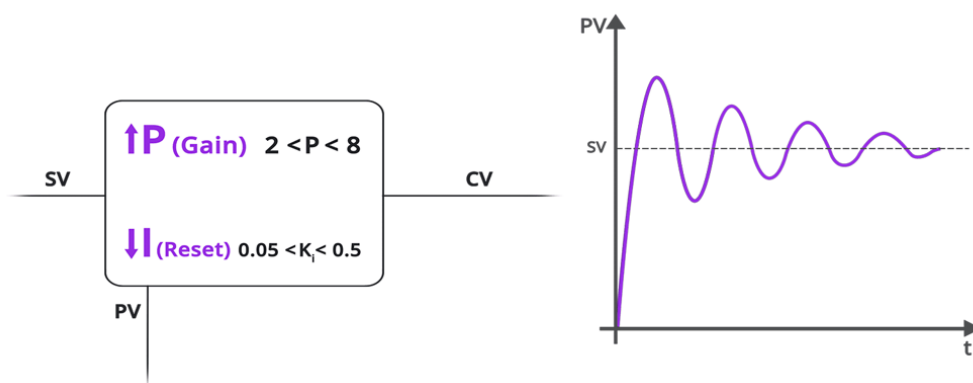 ↑P (Gain) 2 <P< 8
SV
CV
↓I (Reset) 0.05 <Ki< 0.5
PV
PV
SV
t